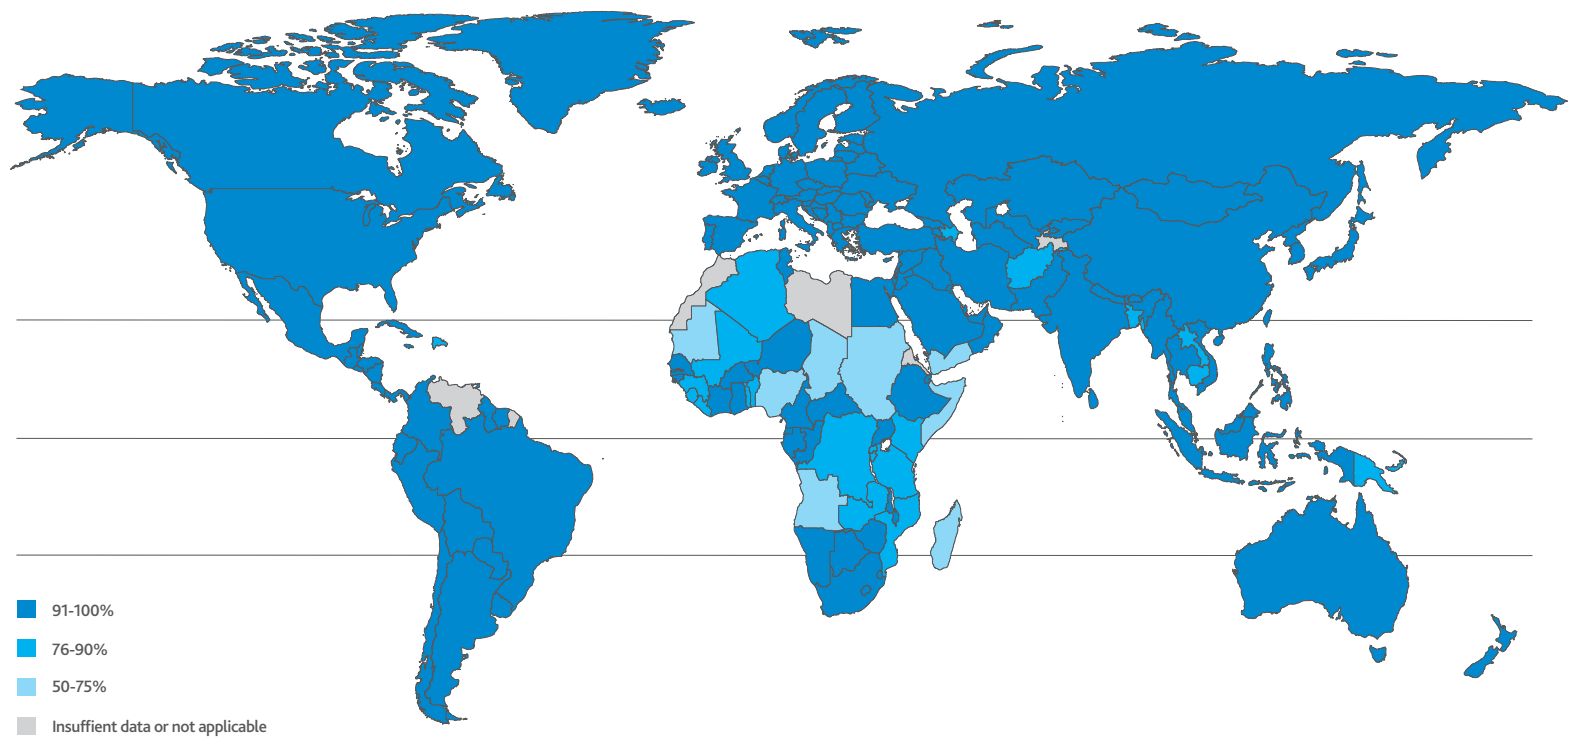 91-100%
76-90%
50-75%
Insuffient data or not applicable